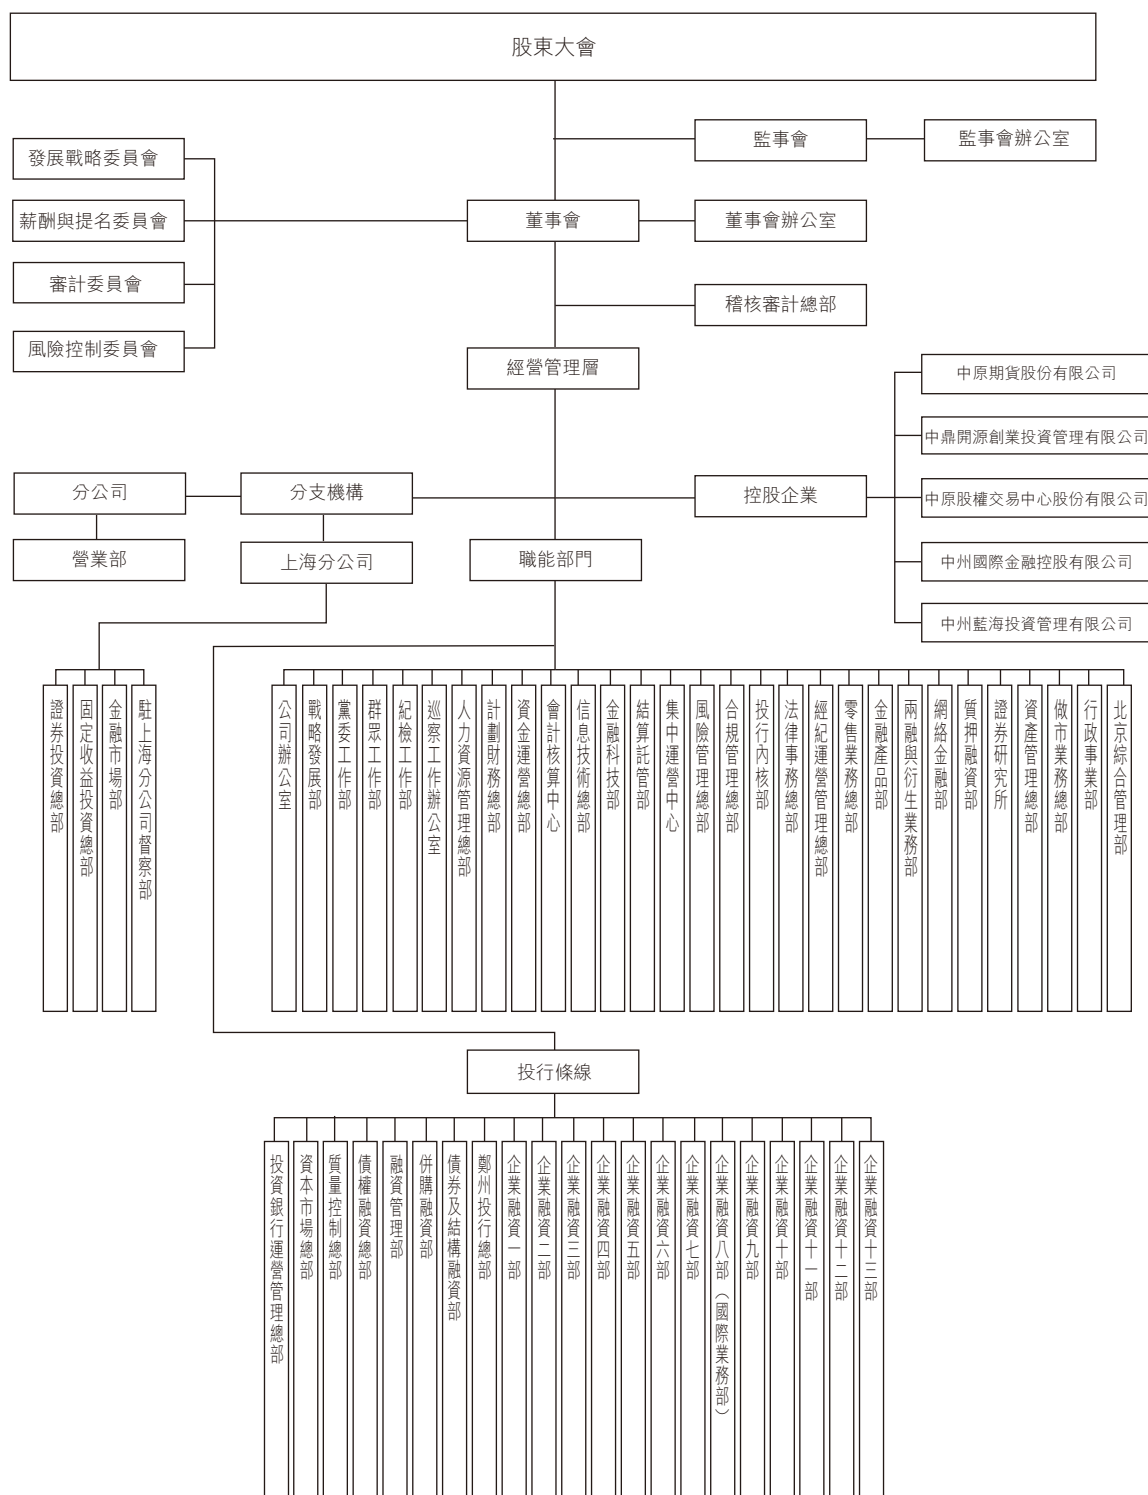 股東大會
監事會
監事會辦公室
發展戰略委員會
薪酬與提名委員會
審計委員會
風險控制委員會
董事會
董事會辦公室
稽核審計總部
經營管理層
中原期貨股份有限公司
中鼎開源創業投資管理有限公司
中原股權交易中心股份有限公司
中州國際金融控股有限公司
中州藍海投資管理有限公司
分公司
分支機構
控股企業
營業部
上海分公司
職能部門
證券投資總部
固定收益投資總部
金融市場部
駐上海分公司督察部
公司辦公室
戰略發展部
黨委工作部
群眾工作部
紀檢工作部
巡察工作辦公室
人力資源管理總部
計劃財務總部
資金運營總部
會計核算中心
信息技術總部
金融科技部
結算託管部
集中運營中心
風險管理總部
合規管理總部
投行內核部
法律事務總部
經紀運營管理總部
零售業務總部
金融產品部
兩融與衍生業務部
網絡金融部
質押融資部
證券研究所
資產管理總部
做市業務總部
行政事業部
北京綜合管理部
投行條線
投資銀行運營管理總部
資本市場總部
質量控制總部
債權融資總部
融資管理部
併購融資部
債券及結構融資部
鄭州投行總部
企業融資一部
企業融資二部
企業融資三部
企業融資四部
企業融資五部
企業融資六部
企業融資七部
企業融資八部（國際業務部）
企業融資九部
企業融資十部
企業融資十一部
企業融資十二部
企業融資十三部